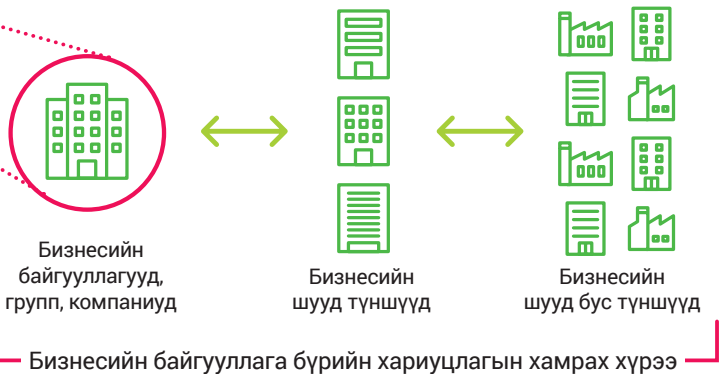 Бизнесийн
байгууллагууд,
групп, компаниуд
Бизнесийн
шууд түншүүд
Бизнесийн
шууд бус түншүүд
Бизнесийн байгууллага бүрийн хариуцлагын хамрах хүрээ